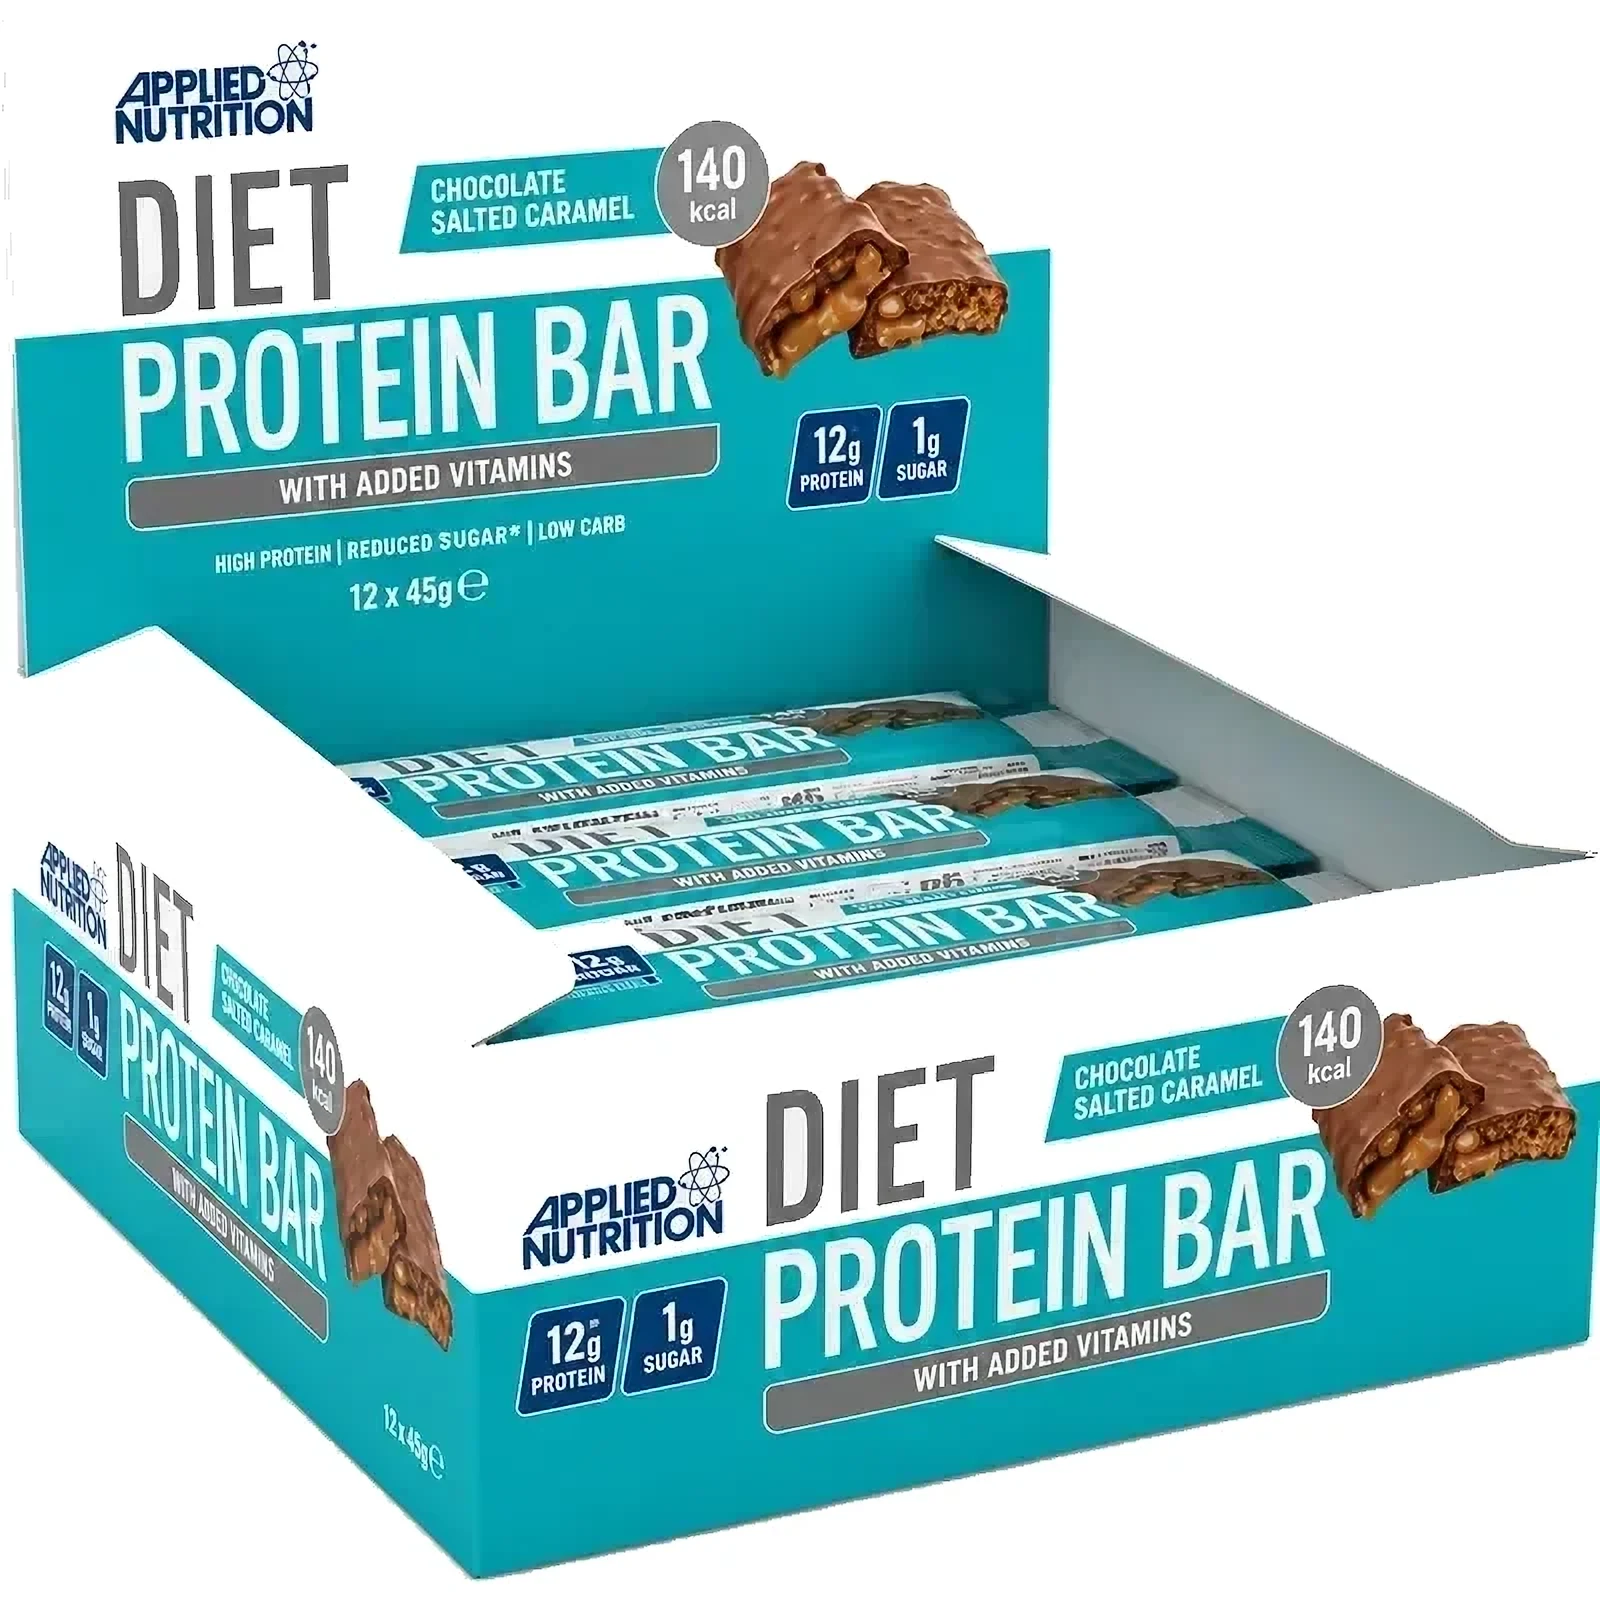 APPLIED
NUTRITION
DIET
CHOCOLATE
SALTED CARAMEL
140
kcal
PROTEIN BAR
WITH ADDED VITAMINS
12g
PROTEIN
1g
SUGAR
HIGH PROTEIN | REDUCED SUGAR* | LOW CARB
12 x 45g℮
DIET
PROTEIN BAR
WITH ADDED VITAMINS
DIET
PROTEIN BAR
WITH ADDED VITAMINS
12g
DIET
PROTEIN BAR
WITH ADDED VITAMINS
APPLIED
NUTRITION
DIET
12g
PROTEIN
1g
SUGAR
CHOCOLATE
SALTED CARAMEL
140
kcal
PROTEIN BAR
WITH ADDED VITAMINS
12 x 45g℮
APPLIED
NUTRITION
DIET
CHOCOLATE
SALTED CARAMEL
140
kcal
PROTEIN BAR
12g
PROTEIN
1g
SUGAR
WITH ADDED VITAMINS